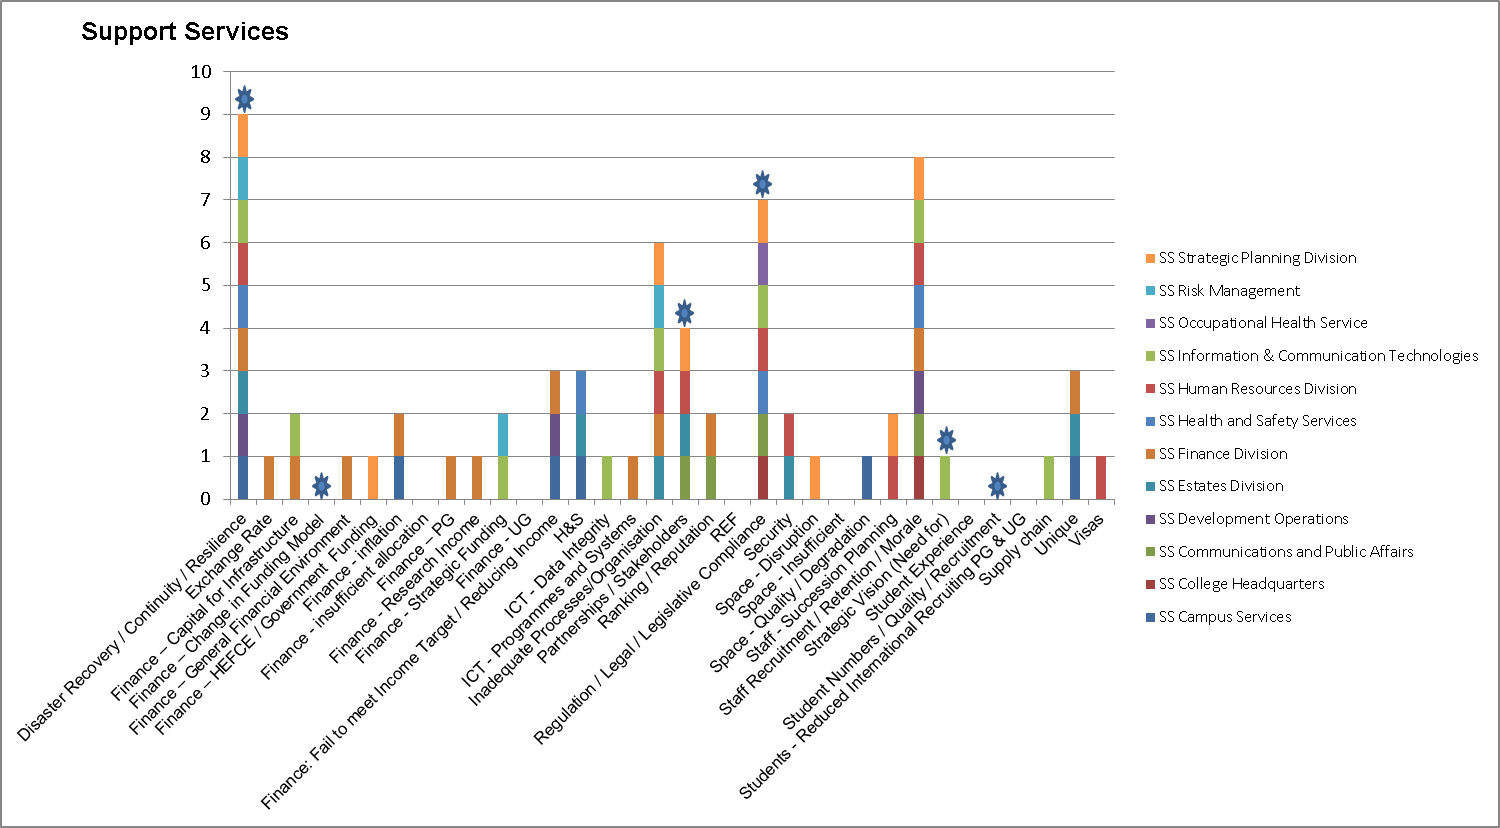 Support Services
10
9
8
7
6
5
4
3
2
1
0
Disaster Recovery / Continuity / Resilience
Exchange Rate
Finance – Capital for Infrastructure
Finance – Change in Funding Model
Finance – General Financial Environment
Finance – HEFCE / Government Funding
Finance - inflation
Finance - insufficient allocation
Finance – PG
Finance - Research Income
Finance - Strategic Funding
Finance - UG
Finance: Fail to meet Income Target / Reducing Income
H&S
ICT - Data Integrity
ICT - Programmes and Systems
Inadequate Processes/Organisation
Partnerships / Stakeholders
Ranking / Reputation
REF
Regulation / Legal / Legislative Compliance
Security
Space - Disruption
Space - Insufficient
Space - Quality / Degradation
Staff - Succession Planning
Staff Recruitment / Retention / Morale
Strategic Vision (Need for)
Student Experience
Student Numbers / Quality / Recruitment
Students - Reduced International Recruiting PG & UG
Supply chain
Unique
Visas
SS Strategic Planning Division
SS Risk Management
SS Occupational Health Service
SS Information & Communication Technologies
SS Human Resources Division
SS Health and Safety Services
SS Finance Division
SS Estates Division
SS Development Operations
SS Communications and Public Affairs
SS College Headquarters
SS Campus Services